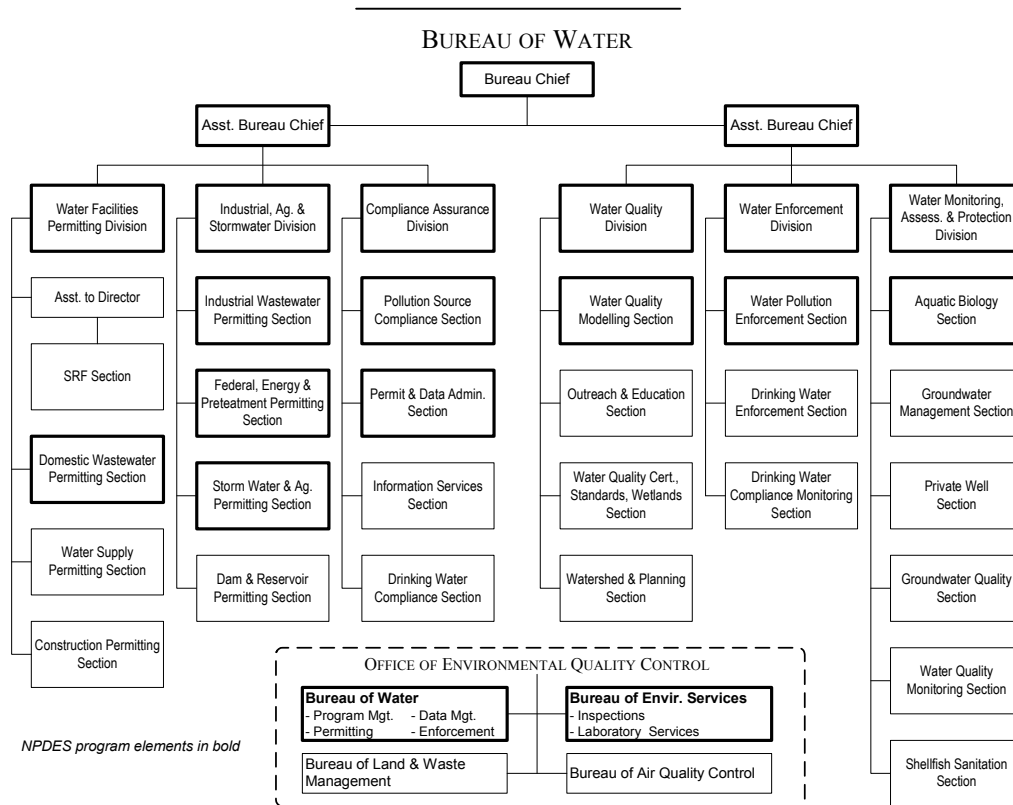 BUREAU OF WATER
Bureau Chief
Asst. Bureau Chief
Asst. Bureau Chief
Water Facilities
Permitting Division
Asst. to Director
SRF Section
Domestic Wastewater
Permitting Section
Water Supply
Permitting Section
Construction Permitting
Section
Industrial, Ag. &
Stormwater Division
Industrial Wastewater
Permitting Section
Federal, Energy &
Pretreatment Permitting
Section
Storm Water & Ag.
Permitting Section
Dam & Reservoir
Permitting Section
Compliance Assurance
Division
Pollution Source
Compliance Section
Permit & Data Admin.
Section
Information Services
Section
Drinking Water
Compliance Section
Water Quality
Division
Water Quality
Modelling Section
Outreach & Education
Section
Water Quality Cert.,
Standards, Wetlands
Section
Watershed & Planning
Section
Water Enforcement
Division
Water Pollution
Enforcement Section
Drinking Water
Enforcement Section
Drinking Water
Compliance Monitoring
Section
Water Monitoring,
Assess. & Protection
Division
Aquatic Biology
Section
Groundwater
Management Section
Private Well
Section
Groundwater Quality
Section
Water Quality
Monitoring Section
Shellfish Sanitation
Section
OFFICE OF ENVIRONMENTAL QUALITY CONTROL
Bureau of Water
- Program Mgt. - Data Mgt.
- Permitting - Enforcement
Bureau of Envir. Services
- Inspections
- Laboratory Services
Bureau of Land & Waste
Management
Bureau of Air Quality Control
NPDES program elements in bold